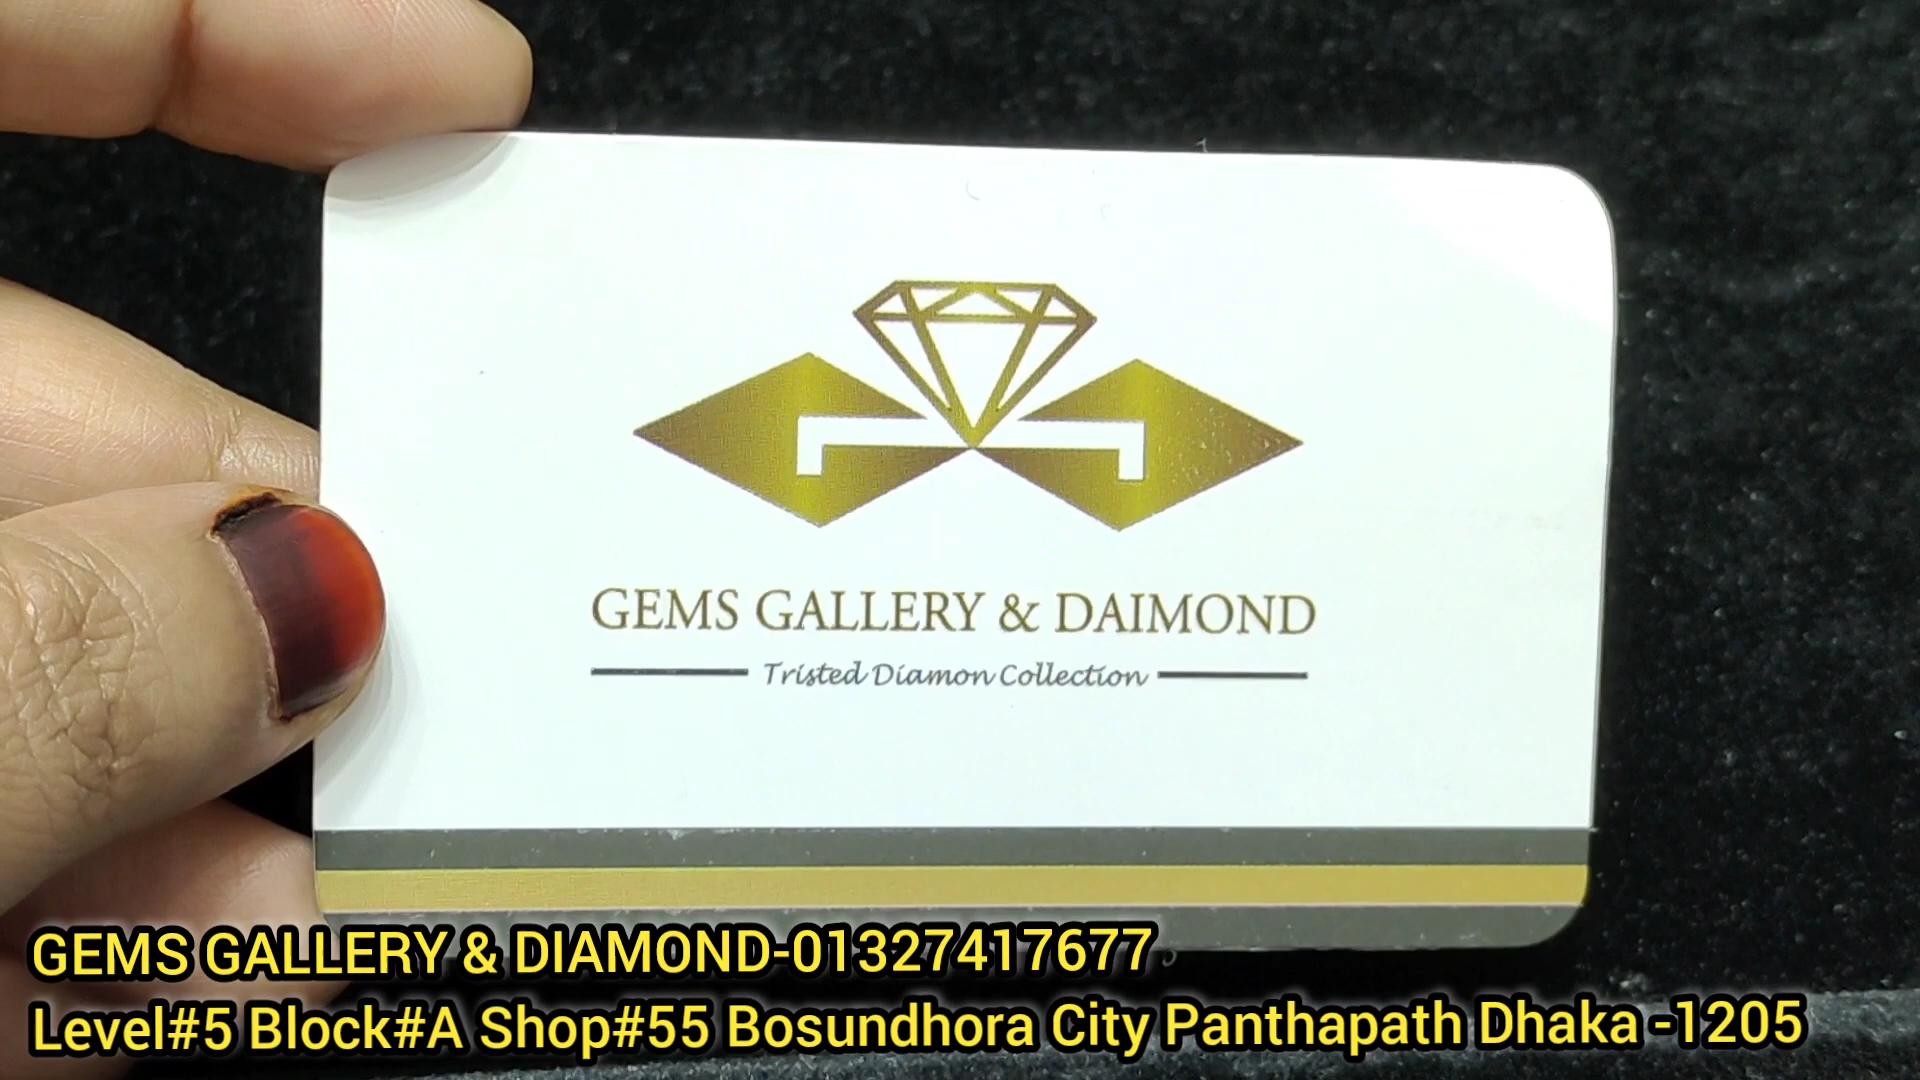 GEMS GALLERY & DAIMOND
Tristed Diamon Collection
GEMS GALLERY & DIAMOND-01327417677
Level#5 Block#A Shop#55 Bosundhora City Panthapath Dhaka -1205